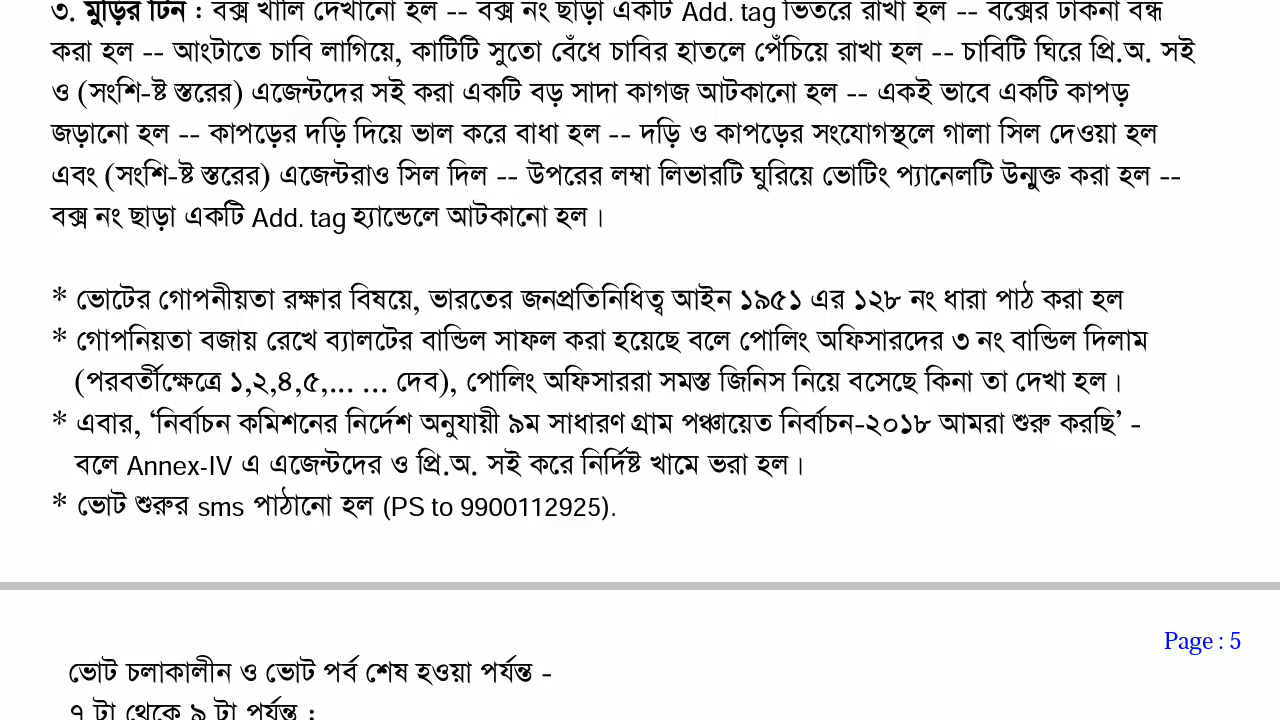 ৩. মুড়ির টিন : বক্স খালি দেখানো হল -- বক্স নং ছাড়া একটি Add. tag ভিতরে রাখা হল -- বক্সের ঢাকনা বন্ধ
করা হল -- আংটাতে চাবি লাগিয়ে, কাটিটি সুতো বেঁধে চাবির হাতলে পেঁচিয়ে রাখা হল -- চাবিটি ঘিরে প্রি.অ. সই
ও (সংশি-ষ্ট স্তরের) এজেন্টদের সই করা একটি বড় সাদা কাগজ আটকানো হল -- একই ভাবে একটি কাপড়
জড়ানো হল -- কাপড়ের দড়ি দিয়ে ভাল করে বাধা হল -- দড়ি ও কাপড়ের সংযোগস্থলে গালা সিল দেওয়া হল
এবং (সংশি-ষ্ট স্তরের) এজেন্টরাও সিল দিল -- উপরের লম্বা লিভারটি ঘুরিয়ে ভোটিং প্যানেলটি উন্মুক্ত করা হল --
বক্স নং ছাড়া একটি Add. tag হ্যান্ডেলে আটকানো হল।
* ভোটের গোপনীয়তা রক্ষার বিষয়ে, ভারতের জনপ্রতিনিধিত্ব আইন ১৯৫১ এর ১২৮ নং ধারা পাঠ করা হল
* গোপনিয়তা বজায় রেখে ব্যালটের বান্ডিল সাফল করা হয়েছে বলে পোলিং অফিসারদের ৩ নং বান্ডিল দিলাম
(পরবর্তীক্ষেত্রে ১,২,৪,৫,... ... দেব), পোলিং অফিসাররা সমস্ত জিনিস নিয়ে বসেছে কিনা তা দেখা হল।
* এবার, ‘নির্বাচন কমিশনের নির্দেশ অনুযায়ী ৯ম সাধারণ গ্রাম পঞ্চায়েত নির্বাচন-২০১৮ আমরা শুরু করছি’ -
বলে Annex-IV এ এজেন্টদের ও প্রি.অ. সই করে নির্দিষ্ট খামে ভরা হল।
* ভোট শুরুর sms পাঠানো হল (PS to 9900112925).
Page : 5
ভোট চলাকালীন ও ভোট পর্ব শেষ হওয়া পর্যন্ত -
৭ টা থেকে ৯ টা পর্যন্ত :